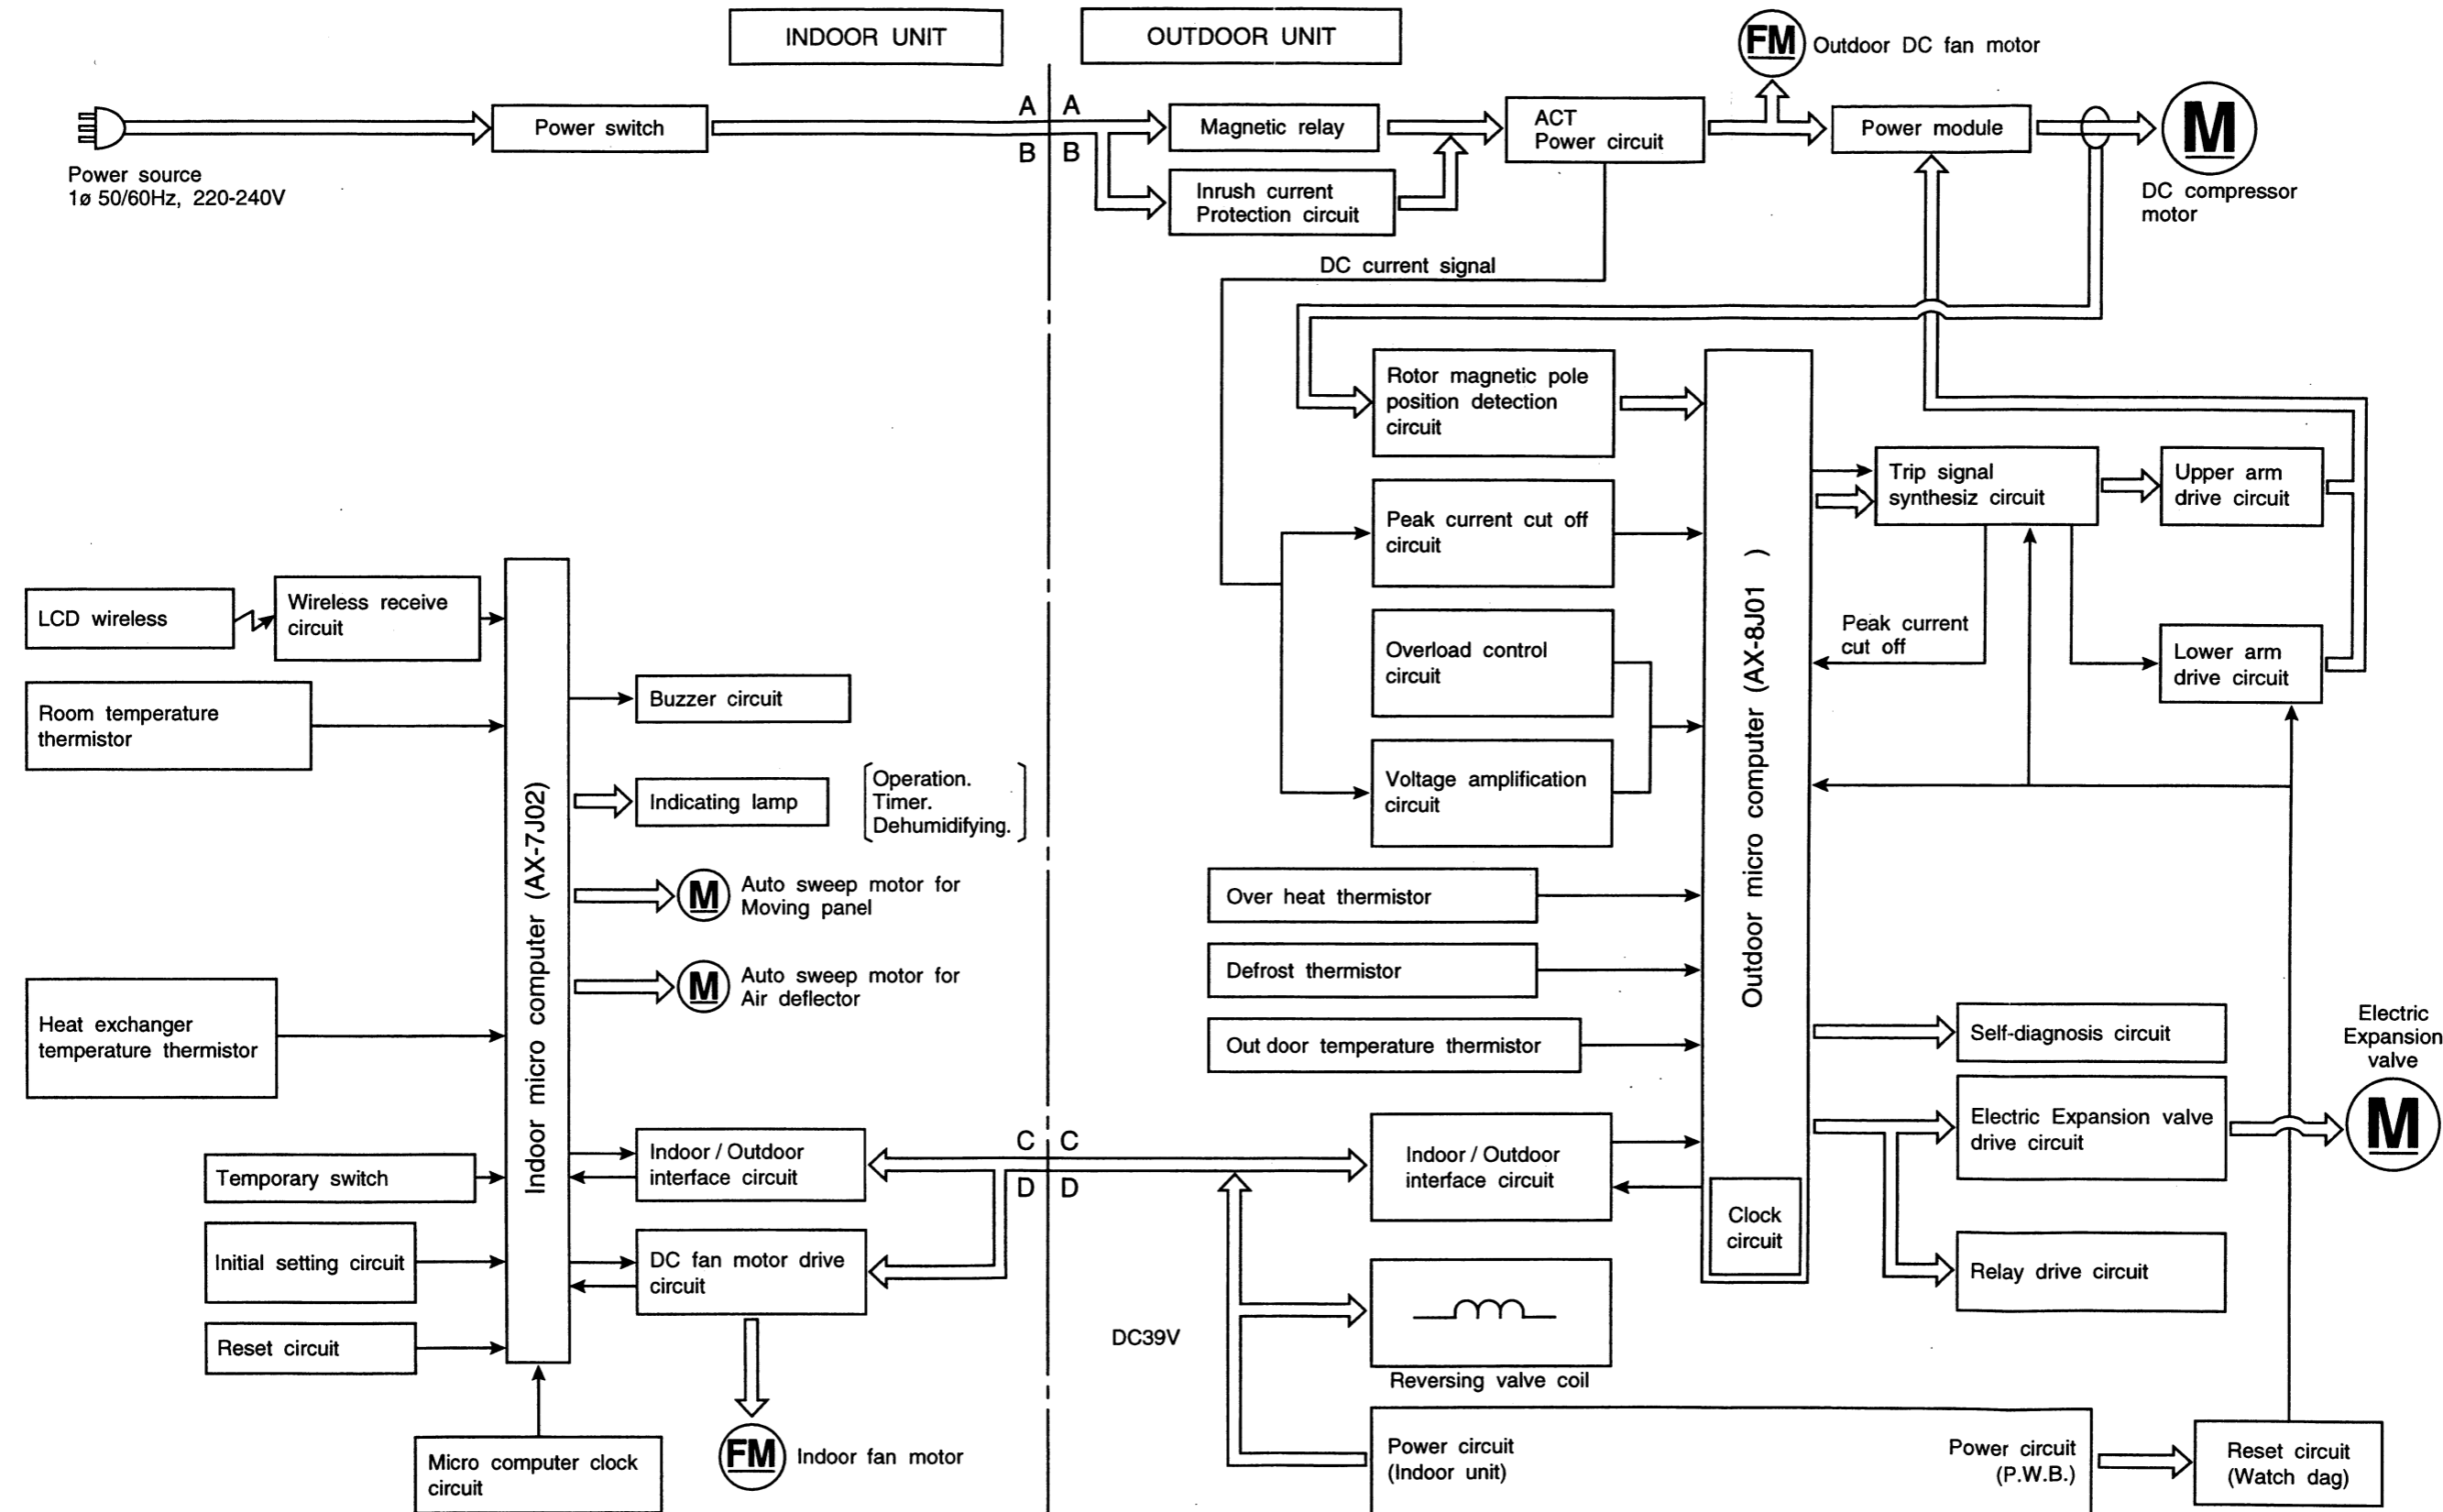 INDOOR UNIT
OUTDOOR UNIT
FM
Outdoor DC fan motor
Power source
1ø 50/60Hz, 220-240V
Power switch
A
A
B
B
Magnetic relay
Inrush current
Protection circuit
ACT
Power circuit
Power module
M
DC compressor
motor
DC current signal
Rotor magnetic pole
position detection
circuit
Peak current cut off
circuit
Overload control
circuit
Voltage amplification
circuit
Outdoor micro computer (AX-8J01 )
Trip signal
synthesiz circuit
Upper arm
drive circuit
Peak current
cut off
Lower arm
drive circuit
LCD wireless
Wireless receive
circuit
Room temperature
thermistor
Heat exchanger
temperature thermistor
Temporary switch
Initial setting circuit
Reset circuit
Micro computer clock
circuit
Indoor micro computer (AX-7J02)
Buzzer circuit
Indicating lamp
Operation.
Timer.
Dehumidifying.
M
Auto sweep motor for
Moving panel
M
Auto sweep motor for
Air deflector
Indoor / Outdoor
interface circuit
DC fan motor drive
circuit
FM
Indoor fan motor
C
C
D
D
Over heat thermistor
Defrost thermistor
Out door temperature thermistor
Indoor / Outdoor
interface circuit
Clock
circuit
DC39V
Reversing valve coil
Power circuit
(Indoor unit)
Power circuit
(P.W.B.)
Reset circuit
(Watch dag)
Self-diagnosis circuit
Electric Expansion valve
drive circuit
Relay drive circuit
Electric
Expansion
valve
M